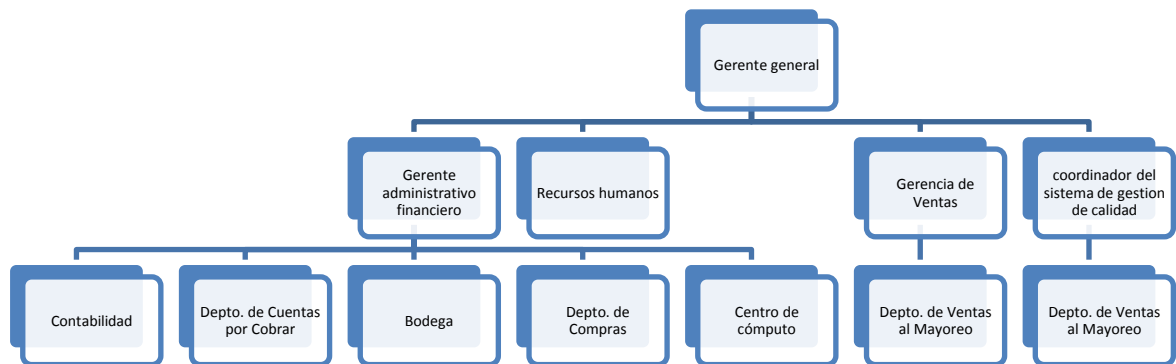 Gerente general
Gerente
administrativo
financiero
Recursos humanos
Gerencia de
Ventas
coordinador del
sistema de gestion
de calidad
Contabilidad
Depto. de Cuentas
por Cobrar
Bodega
Depto. de
Compras
Centro de
cómputo
Depto. de Ventas
al Mayoreo
Depto. de Ventas
al Mayoreo